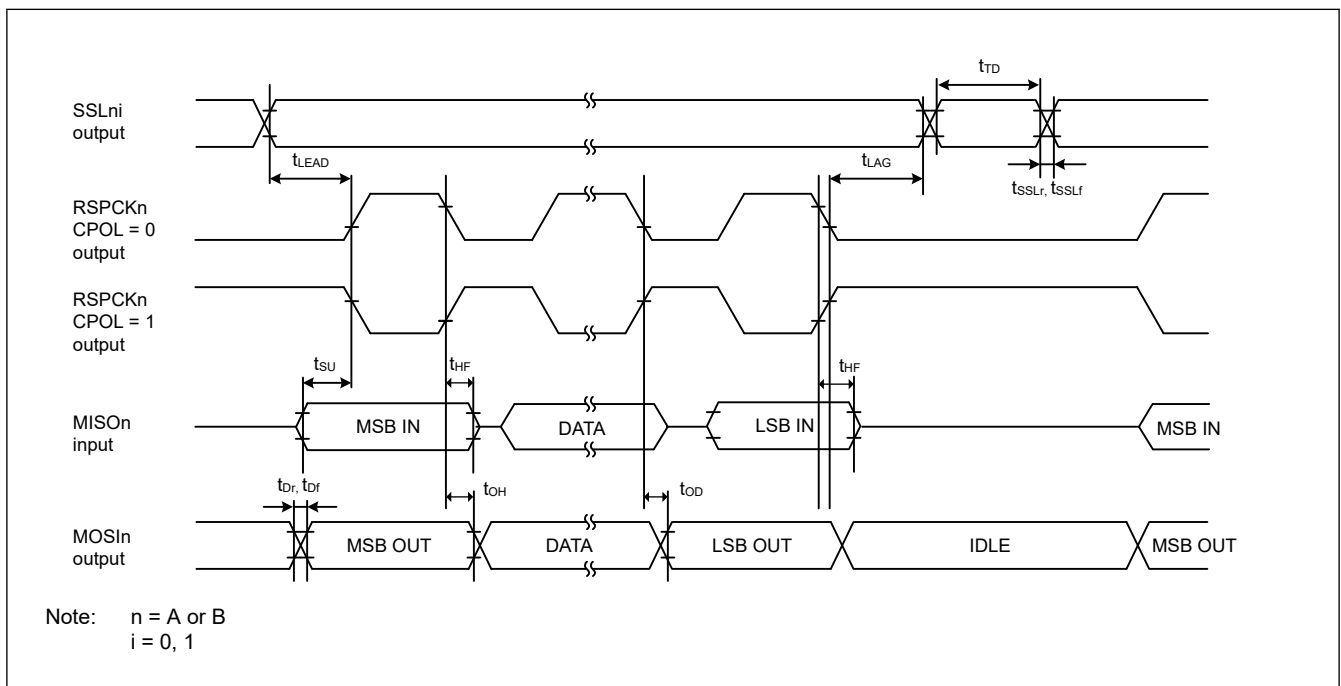 tTD
SSLni
output
tLEAD
tLAG
tSSLr, tSSLf
RSPCKn
CPOL = 0
output
RSPCKn
CPOL = 1
output
tSU
tHF
tHF
MISOn
input
MSB IN
DATA
LSB IN
MSB IN
tDr, tDf
tOH
tOD
MOSIn
output
MSB OUT
DATA
LSB OUT
IDLE
MSB OUT
Note: n = A or B
i = 0, 1